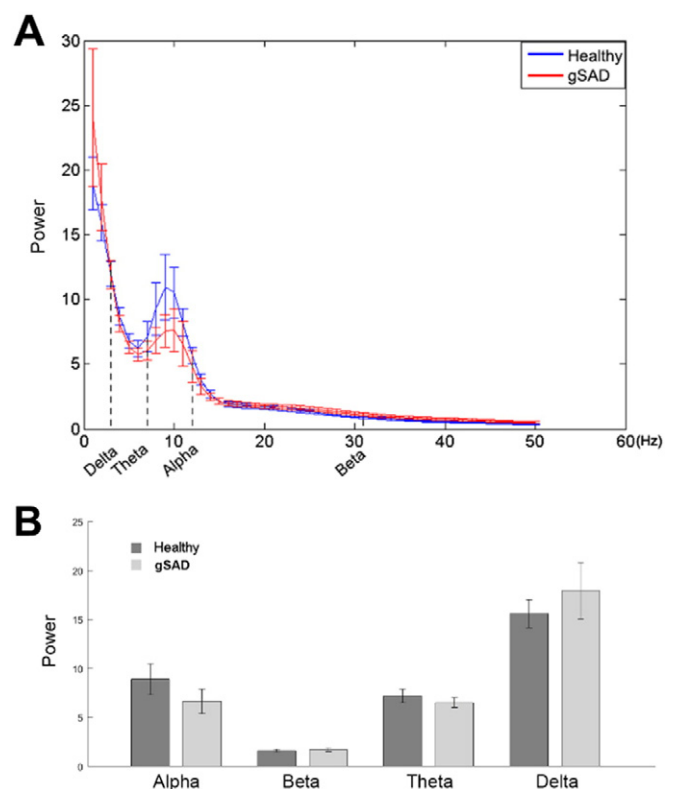 A
30
25
20
15
10
5
0
Power
Healthy
gSAD
0 10 20 30 40 50 60(Hz)
Delta Theta Alpha Beta
B
25
20
15
10
5
0
Power
Healthy
gSAD
Alpha Beta Theta Delta